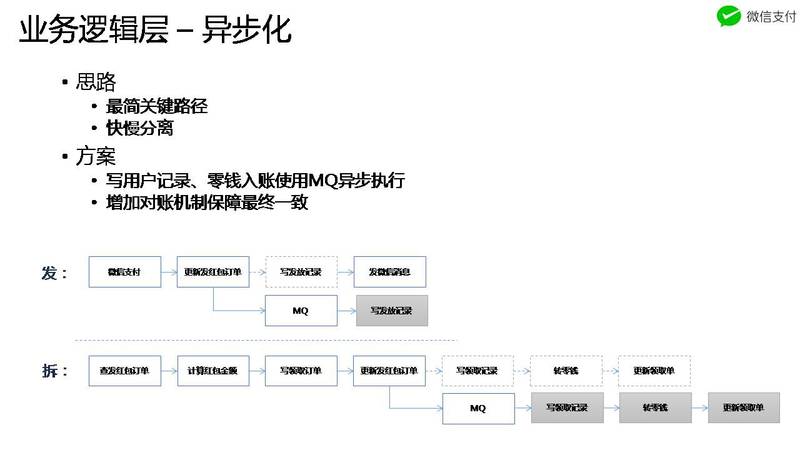 业务逻辑层 – 异步化
微信支付
• 思路
• 最简关键路径
• 快慢分离
• 方案
• 写用户记录、零钱入账使用MQ异步执行
• 增加对账机制保障最终一致
发：
微信支付
更新发红包订单
写发放记录
发微信消息
MQ
写发放记录
拆：
查发红包订单
计算红包金额
写领取订单
更新发红包订单
写领取记录
转零钱
更新领取单
MQ
写领取记录
转零钱
更新领取单